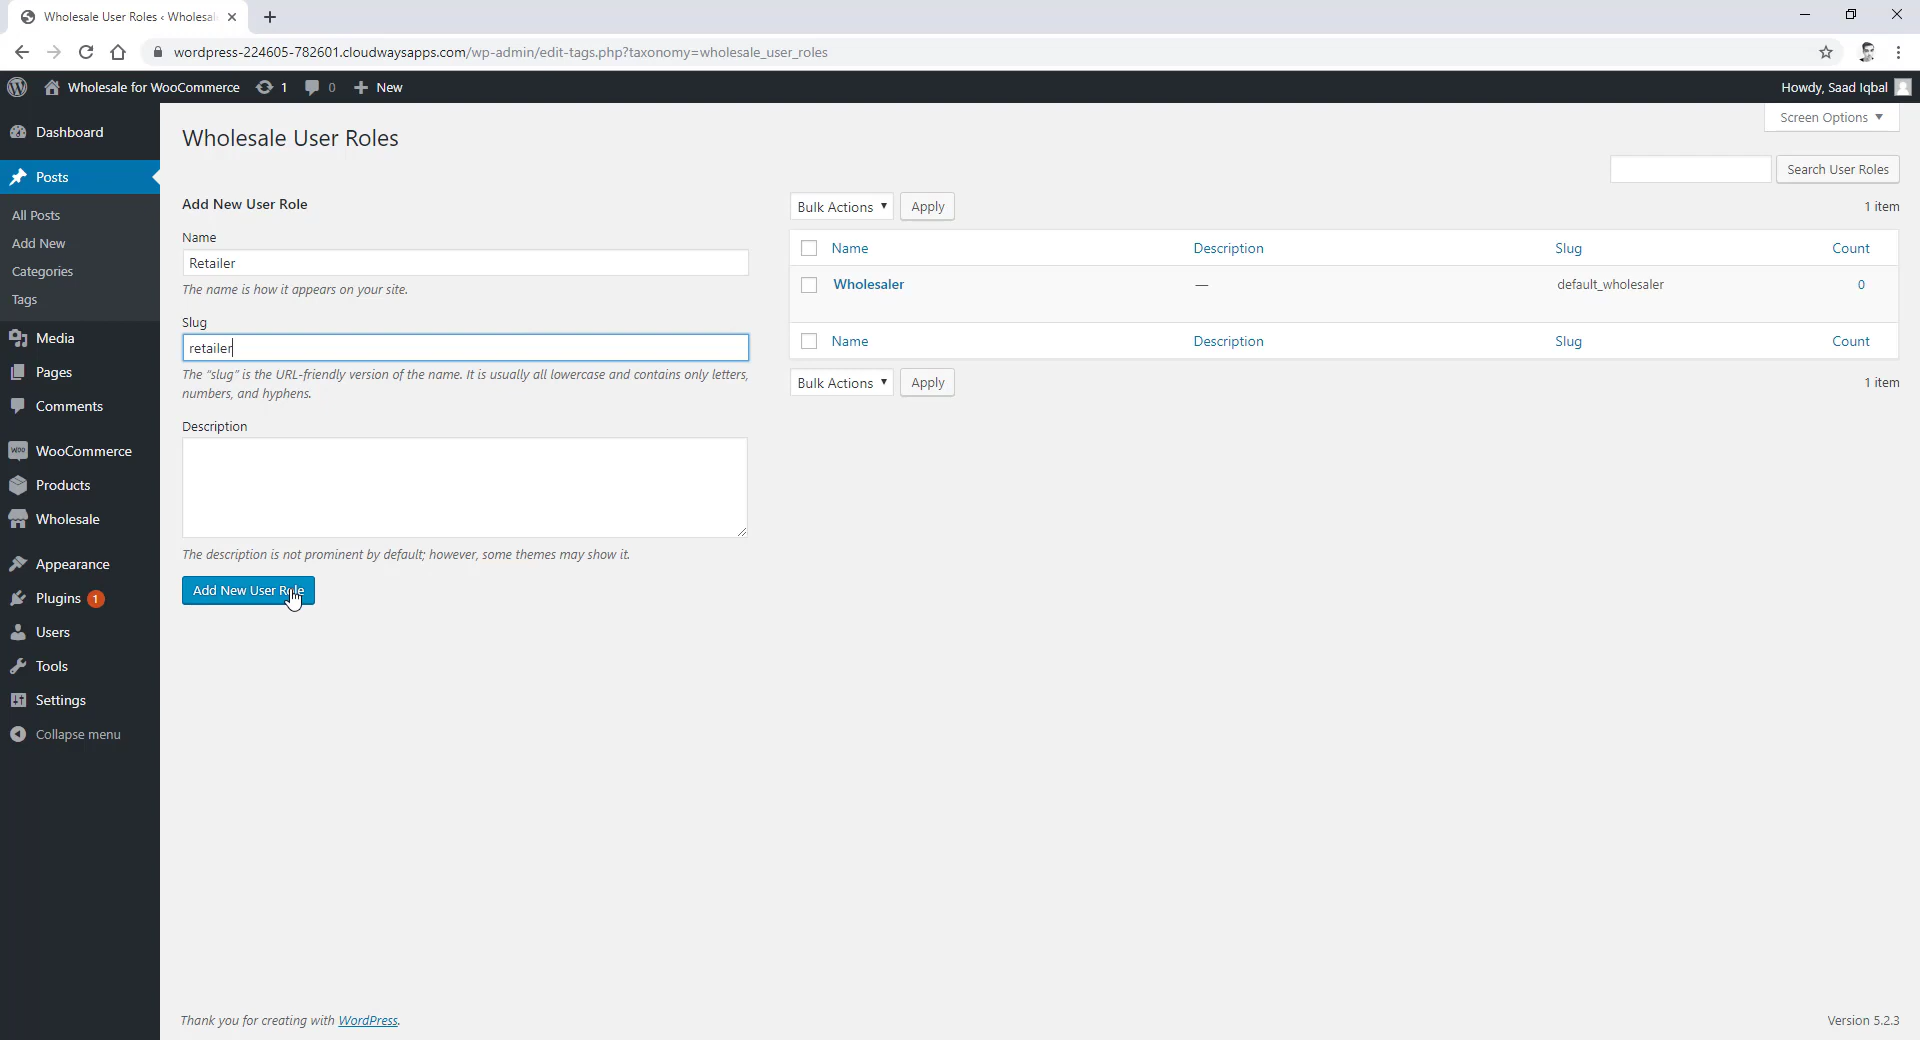 Wholesale User Roles ‹ Wholesal
wordpress-224605-782601.cloudwaysapps.com/wp-admin/edit-tags.php?taxonomy=wholesale_user_roles
Wholesale for WooCommerce 1 0 New
Howdy, Saad Iqbal
Screen Options
Dashboard
Posts
All Posts
Add New
Categories
Tags
Media
Pages
Comments
WooCommerce
Products
Wholesale
Appearance
Plugins 1
Users
Tools
Settings
Collapse menu
Wholesale User Roles
Search User Roles
Add New User Role
Name
Retailer
The name is how it appears on your site.
Slug
retailer
The “slug” is the URL-friendly version of the name. It is usually all lowercase and contains only letters,
numbers, and hyphens.
Description
The description is not prominent by default; however, some themes may show it.
Add New User Role
Bulk Actions Apply 1 item
Name Description Slug Count
Wholesaler — default_wholesaler 0
Name Description Slug Count
Bulk Actions Apply 1 item
Thank you for creating with WordPress.
Version 5.2.3